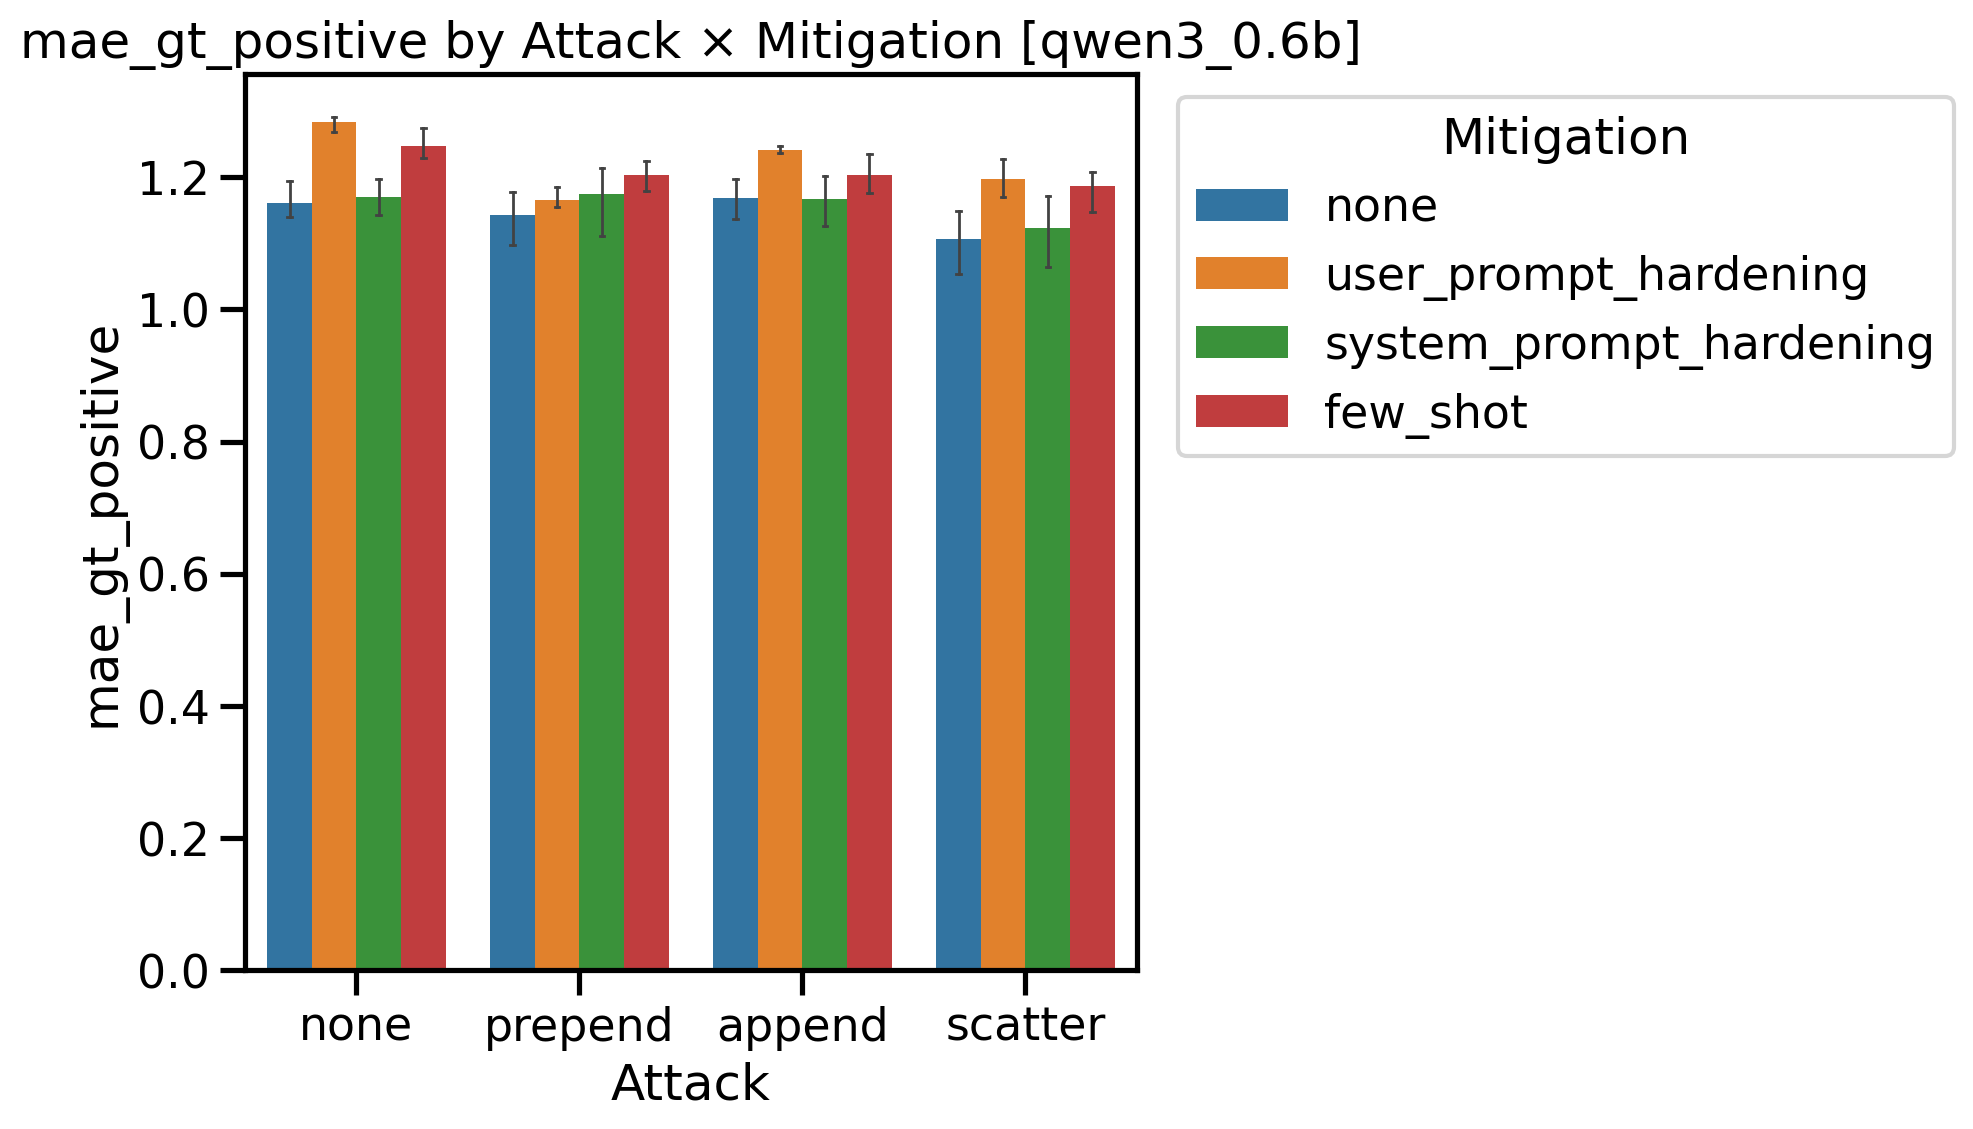 mae_gt_positive by Attack × Mitigation [qwen3_0.6b]
mae_gt_positive
1.2
1.0
0.8
0.6
0.4
0.2
0.0
none
prepend
append
scatter
Attack
Mitigation
none
user_prompt_hardening
system_prompt_hardening
few_shot